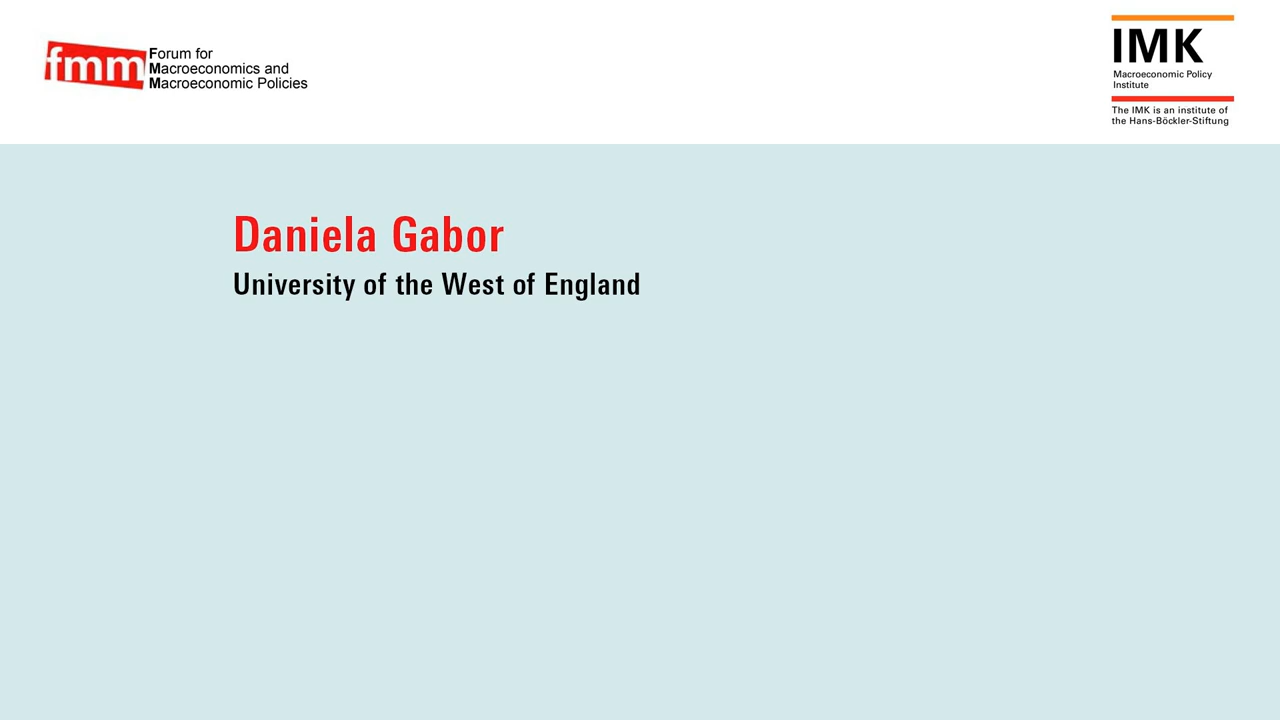 fmm
Forum for
Macroeconomics and
Macroeconomic Policies
IMK
Macroeconomic Policy
Institute
The IMK is an institute of
the Hans-Böckler-Stiftung
Daniela Gabor
University of the West of England